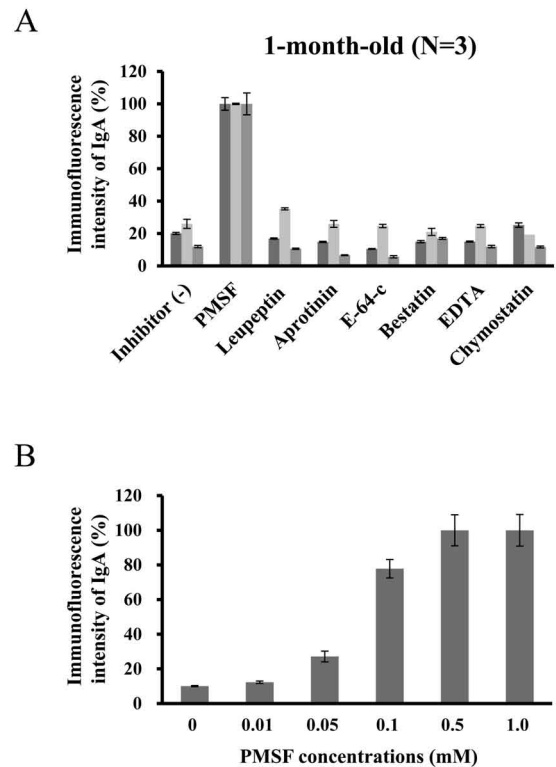 A
1-month-old (N=3)
Immunofluorescence
intensity of IgA (%)
120
100
80
60
40
20
0
Inhibitor (-)
PMSF
Leupeptin
Aprotinin
E-64-c
Bestatin
EDTA
Chymostatin
B
Immunofluorescence
intensity of IgA (%)
120
100
80
60
40
20
0
0 0.01 0.05 0.1 0.5 1.0
PMSF concentrations (mM)